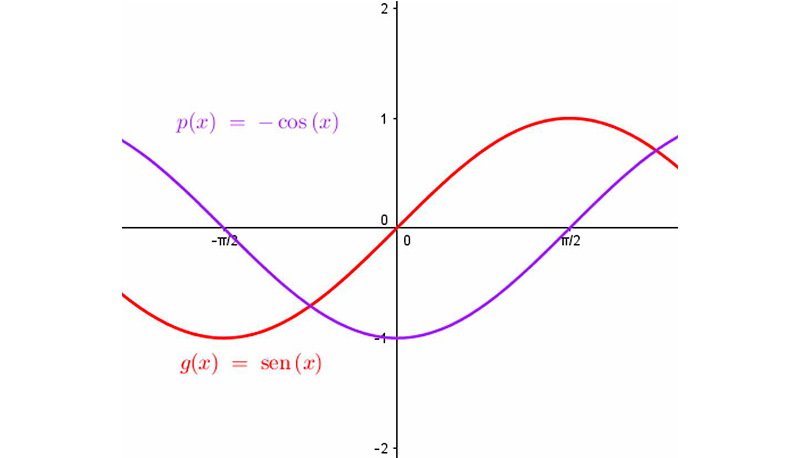 2
p(x) = −cos (x)
1
0
-π/2
0
π/2
-1
g(x) = sen (x)
-2